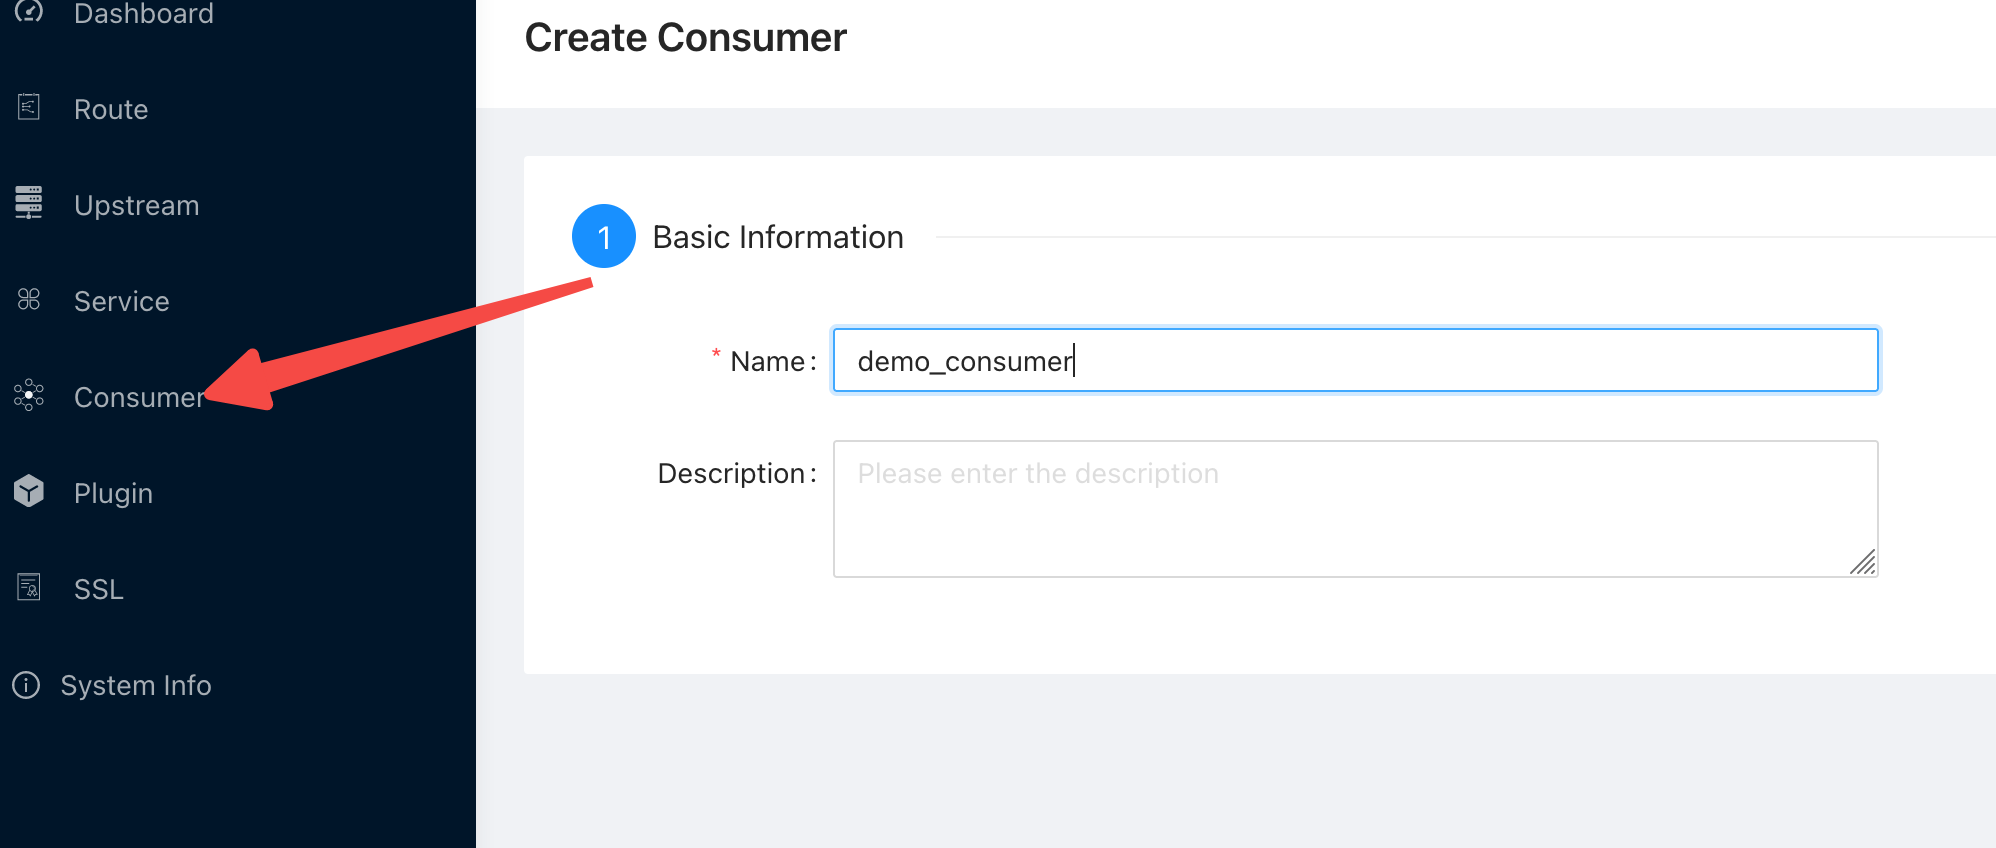 Dashboard
Route
Upstream
Service
Consumer
Plugin
SSL
System Info
Create Consumer
1 Basic Information
* Name:
demo_consumer
Description:
Please enter the description